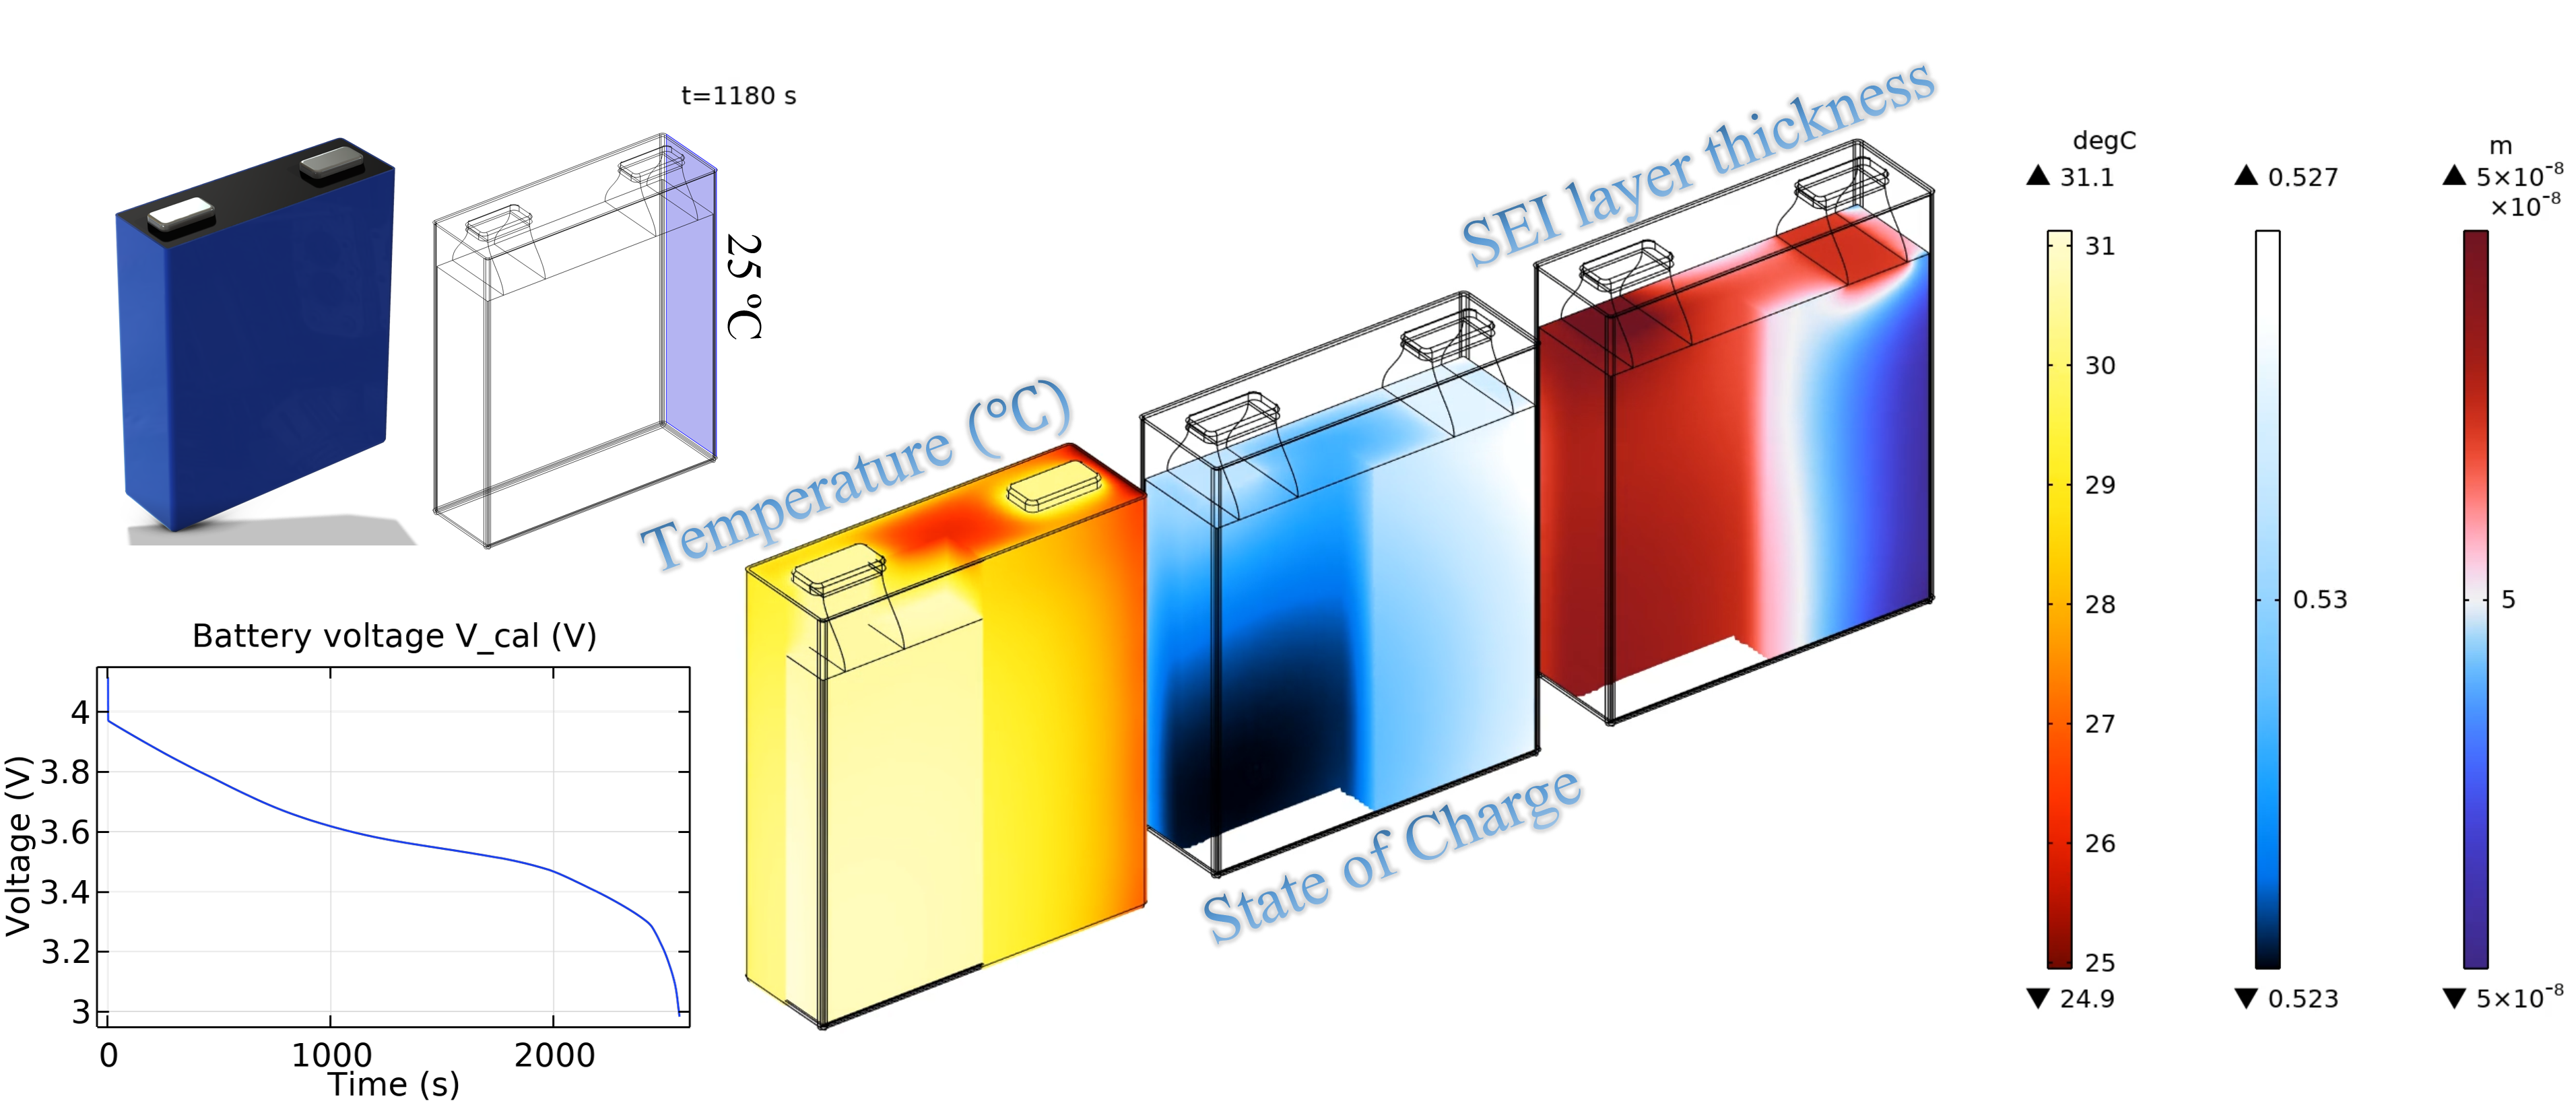 t=1180 s
25 °C
Temperature (°C)
State of Charge
SEI layer thickness
Battery voltage V_cal (V)
Voltage (V)
4
3.8
3.6
3.4
3.2
3
0
1000
2000
Time (s)
degC
▲ 31.1
31
30
29
28
27
26
25
▼ 24.9
▲ 0.527
0.53
▼ 0.523
m
▲ 5×10⁻⁸
×10⁻⁸
5
▼ 5×10⁻⁸